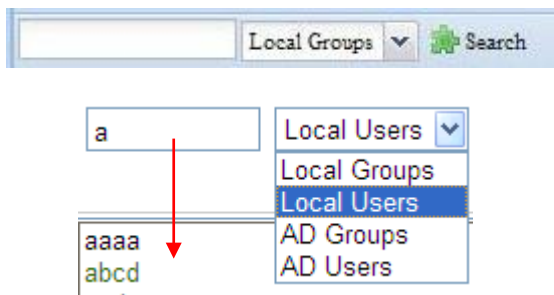 Local Groups Search
a Local Users
Local Groups
Local Users
AD Groups
AD Users
aaaa
abcd